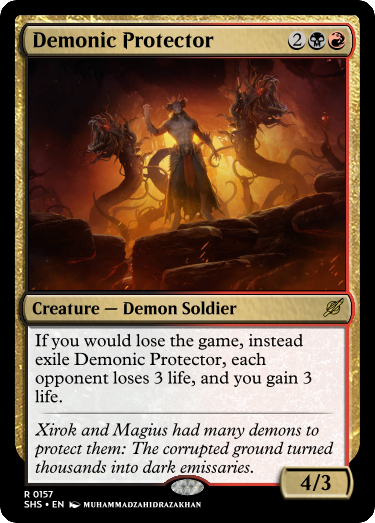 Demonic Protector 2
Creature — Demon Soldier
If you would lose the game, instead
exile Demonic Protector, each
opponent loses 3 life, and you gain 3
life.
Xirok and Magius had many demons to
protect them: The corrupted ground turned
thousands into dark emissaries.
4/3
R 0157
SHS • EN MUHAMMADZAHIDRAZAKHAN